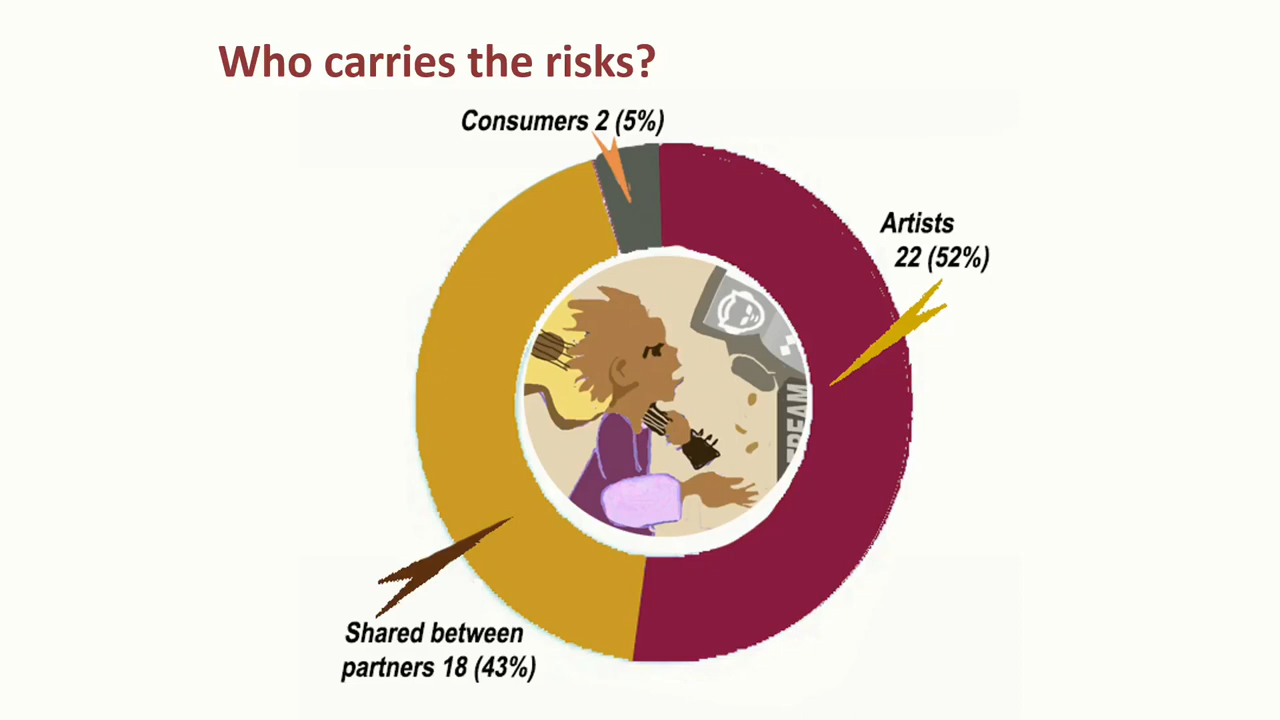 Who carries the risks?
Consumers 2 (5%)
Artists
22 (52%)
Shared between
partners 18 (43%)